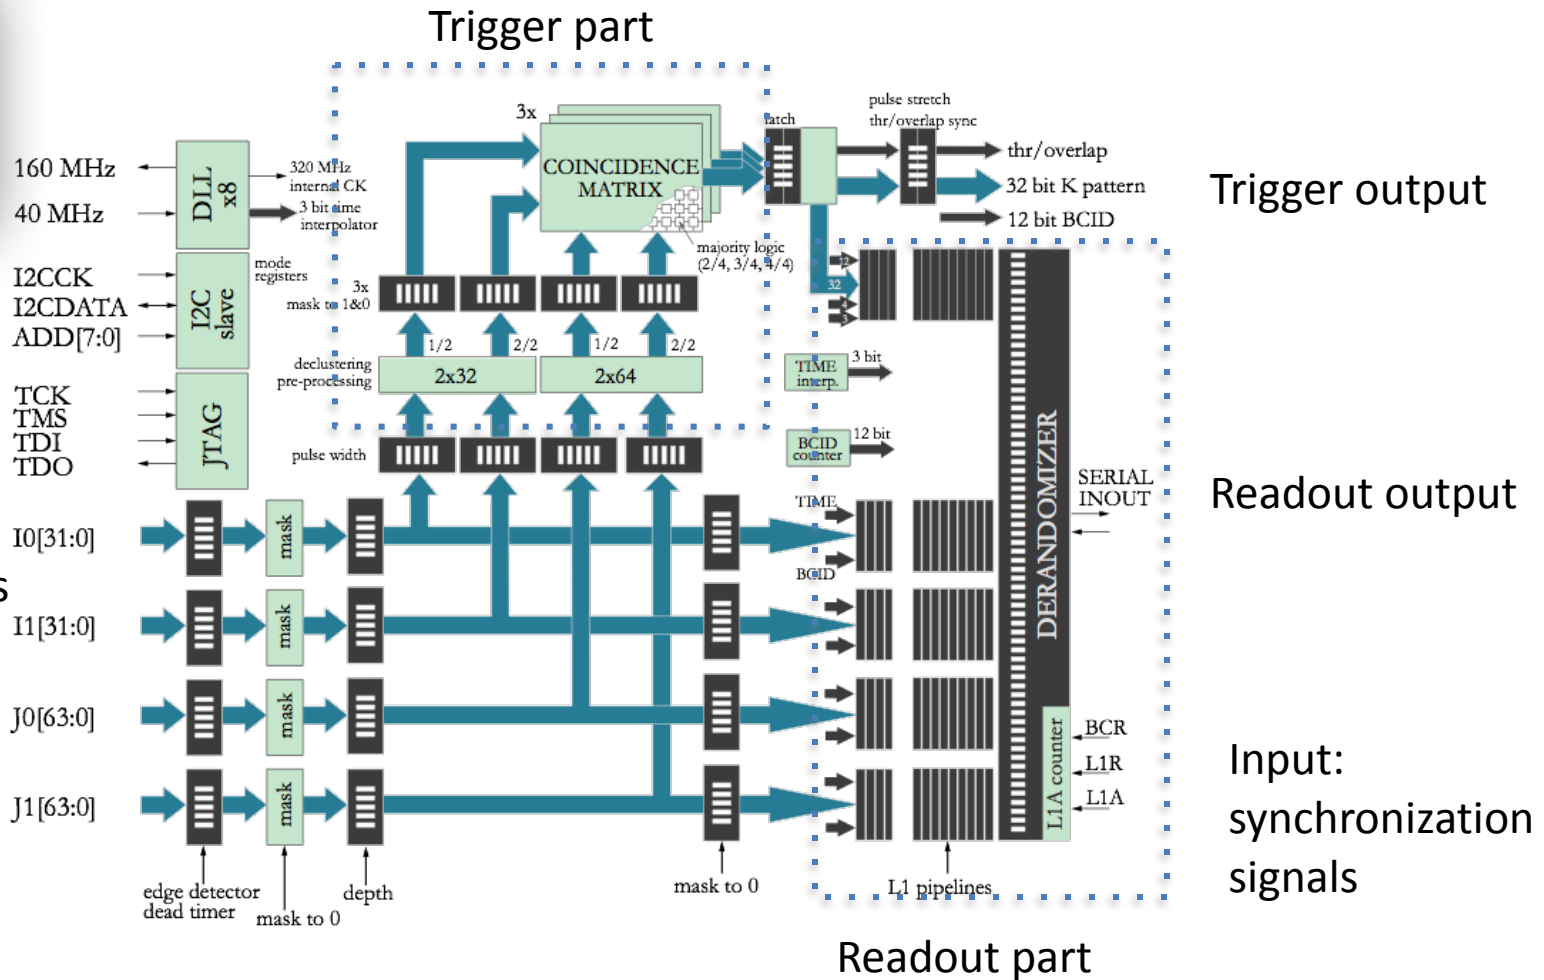 Trigger part
3x
COINCIDENCE
MATRIX
majority logic
(2/4, 3/4, 4/4)
latch
pulse stretch
thr/overlap sync
thr/overlap
32 bit K pattern
12 bit BCID
Trigger output
160 MHz
40 MHz
DLL
x8
320 MHz
internal CK
3 bit time
interpolator
I2CCK
I2CDATA
ADD[7:0]
I2C
slave
mode
registers
TCK
TMS
TDI
TDO
JTAG
3x
mask to 1&0
1/2
2/2
1/2
2/2
declustering
pre-processing
2x32
2x64
pulse width
12
32
4
3
TIME
interp.
3 bit
BCID
counter
12 bit
TIME
BCID
DERANDOMIZER
SERIAL
INOUT
Readout output
I0[31:0]
mask
s
I1[31:0]
mask
J0[63:0]
mask
J1[63:0]
mask
L1A counter
BCR
L1R
L1A
Input:
synchronization
signals
edge detector
dead timer
mask to 0
depth
mask to 0
L1 pipelines
Readout part